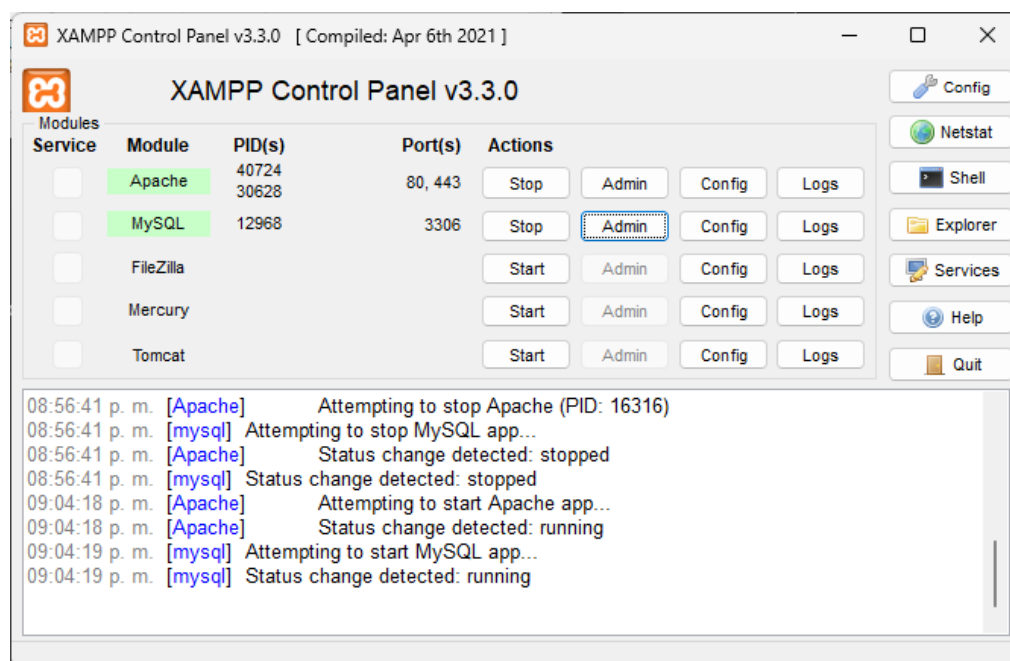 XAMPP Control Panel v3.3.0 [ Compiled: Apr 6th 2021 ]
XAMPP Control Panel v3.3.0
Config
Modules
Netstat
Service Module PID(s) Port(s) Actions
Apache 40724 30628 80, 443 Stop Admin Config Logs
Shell
MySQL 12968 3306 Stop Admin Config Logs
Explorer
FileZilla Start Admin Config Logs
Services
Mercury Start Admin Config Logs
Help
Tomcat Start Admin Config Logs
Quit
08:56:41 p. m. [Apache] Attempting to stop Apache (PID: 16316)
08:56:41 p. m. [mysql] Attempting to stop MySQL app...
08:56:41 p. m. [Apache] Status change detected: stopped
08:56:41 p. m. [mysql] Status change detected: stopped
09:04:18 p. m. [Apache] Attempting to start Apache app...
09:04:18 p. m. [Apache] Status change detected: running
09:04:19 p. m. [mysql] Attempting to start MySQL app...
09:04:19 p. m. [mysql] Status change detected: running